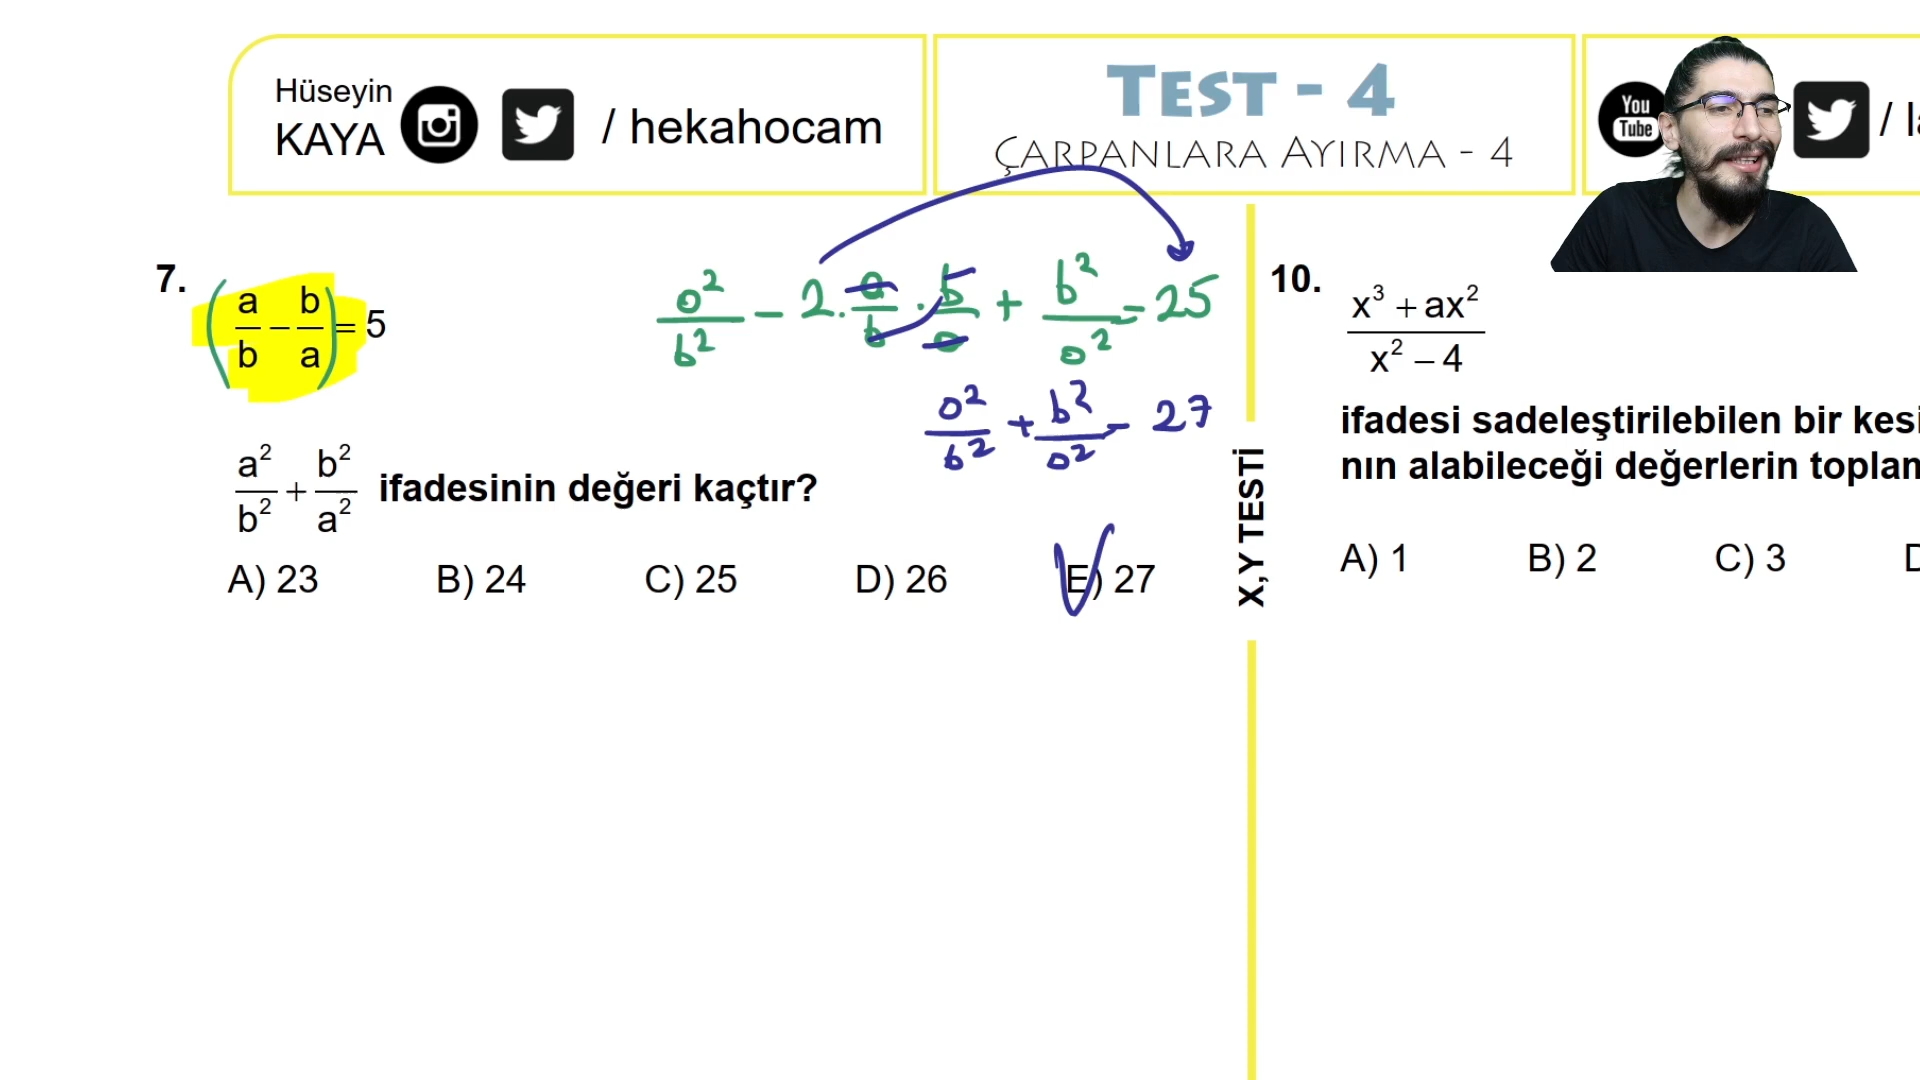 Hüseyin
KAYA
/ hekahocam
TEST - 4
ÇARPANLARA AYIRMA - 4
You
Tube
/
7.
(a/b − b/a) = 5
a²/b² − 2 . a/b . b/a + b²/a² = 25
a²/b² + b²/a² = 27
a²/b² + b²/a² ifadesinin değeri kaçtır?
A) 23 B) 24 C) 25 D) 26 E) 27
X,Y TESTİ
10.
x³ + ax²
x² − 4
ifadesi sadeleştirilebilen bir kesi
nın alabileceği değerlerin toplan
A) 1 B) 2 C) 3